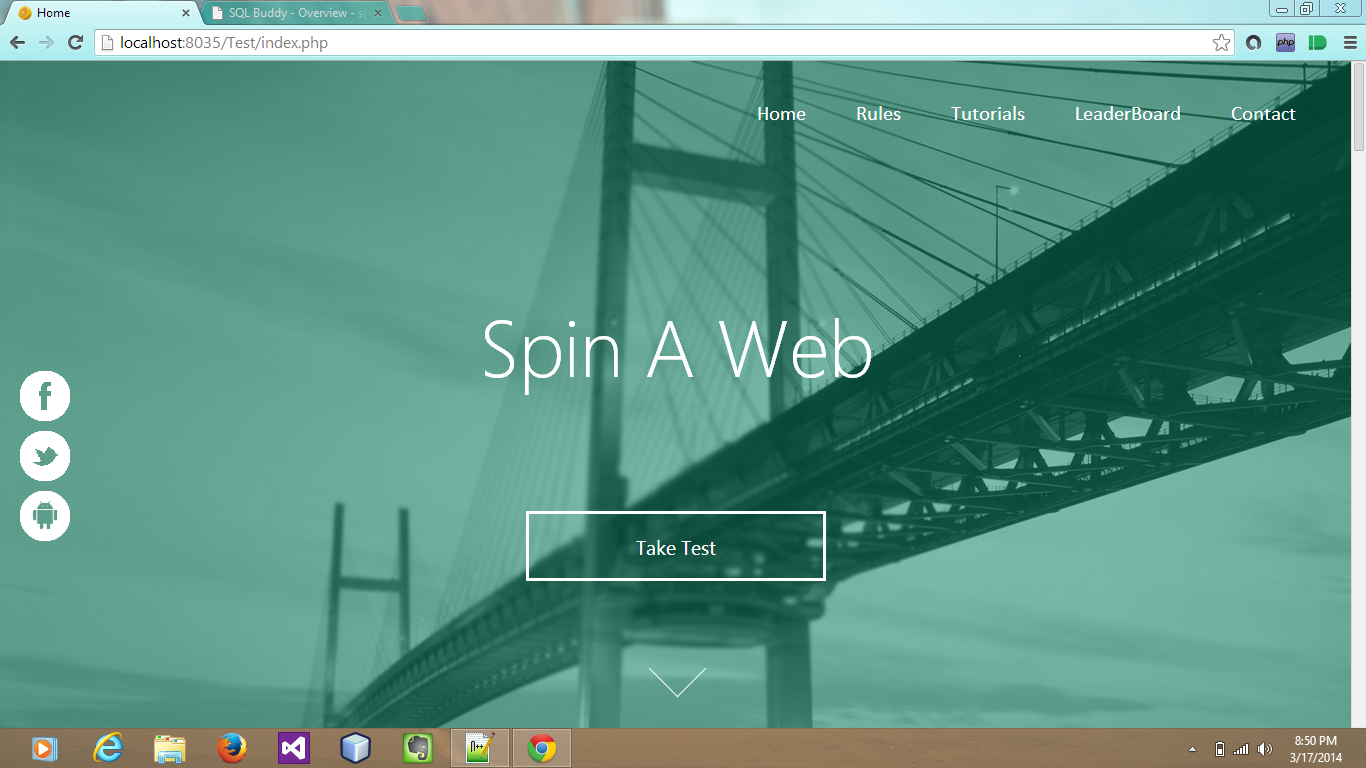 Home
SQL Buddy - Overview - s
localhost:8035/Test/index.php
php
Home Rules Tutorials LeaderBoard Contact
Spin A Web
Take Test
8:50 PM
3/17/2014